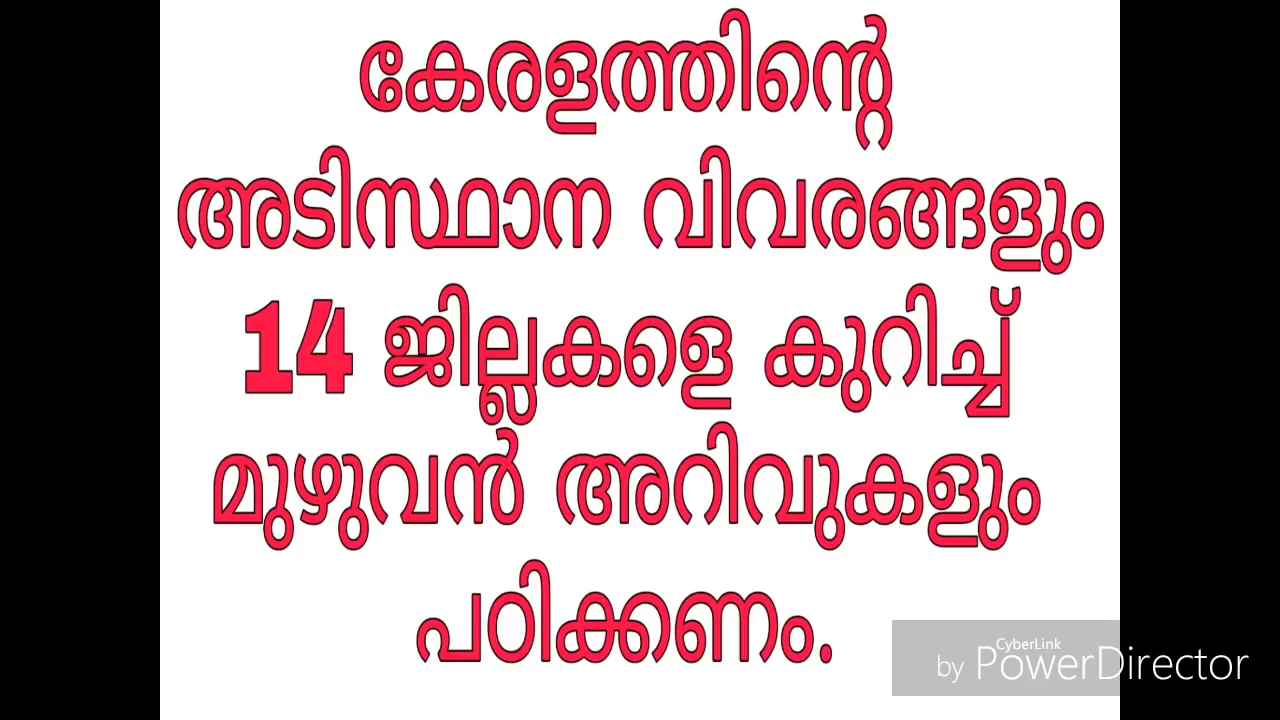 കേരളത്തിന്റെ
അടിസ്ഥാന വിവരങ്ങളും
14 ജില്ലകളെ കുറിച്ച്
മുഴുവൻ അറിവുകളും
പഠിക്കണം.
CyberLink
by PowerDirector